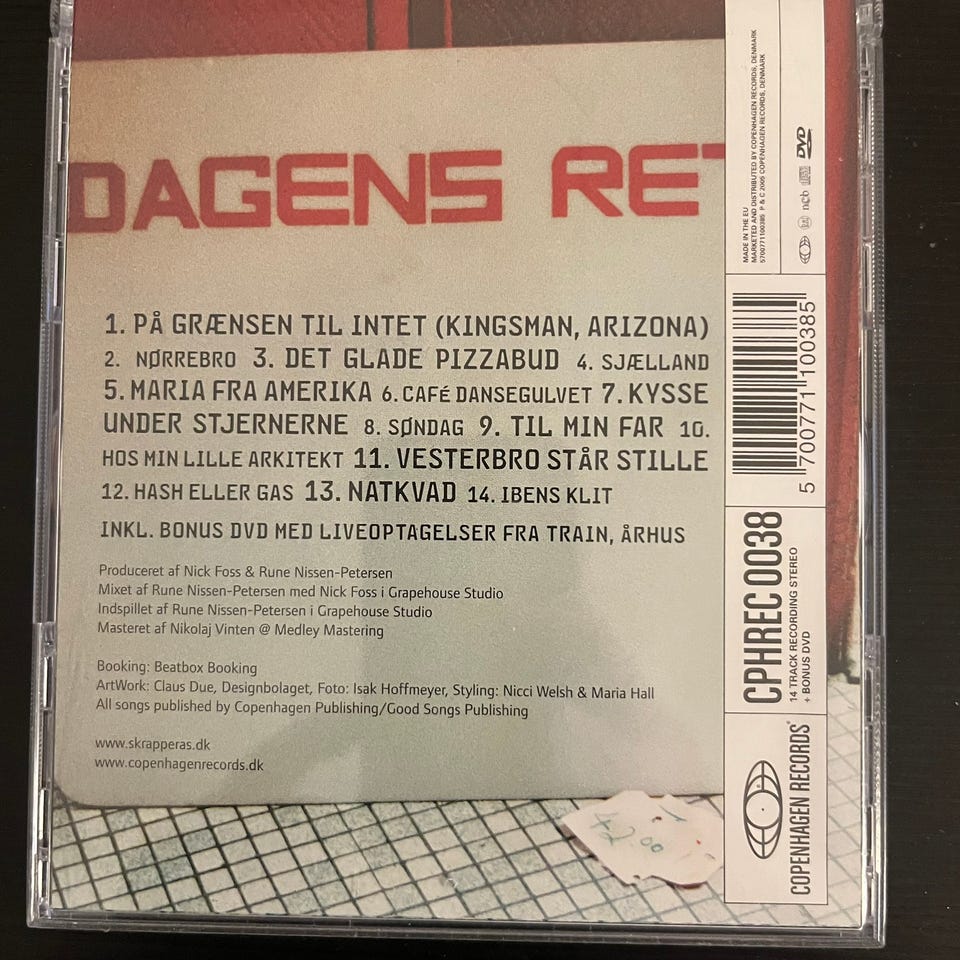 DAGENS RET
1. PÅ GRÆNSEN TIL INTET (KINGSMAN, ARIZONA)
2. NØRREBRO 3. DET GLADE PIZZABUD 4. SJÆLLAND
5. MARIA FRA AMERIKA 6. CAFé DANSEGULVET 7. KYSSE
UNDER STJERNERNE 8. SØNDAG 9. TIL MIN FAR 10.
HOS MIN LILLE ARKITEKT 11. VESTERBRO STÅR STILLE
12. HASH ELLER GAS 13. NATKVAD 14. IBENS KLIT
INKL. BONUS DVD MED LIVEOPTAGELSER FRA TRAIN, ÅRHUS
Produceret af Nick Foss & Rune Nissen-Petersen
Mixet af Rune Nissen-Petersen med Nick Foss i Grapehouse Studio
Indspillet af Rune Nissen-Petersen i Grapehouse Studio
Masteret af Nikolaj Vinten @ Medley Mastering
Booking: Beatbox Booking
ArtWork: Claus Due, Designbolaget, Foto: Isak Hoffmeyer, Styling: Nicci Welsh & Maria Hall
All songs published by Copenhagen Publishing/Good Songs Publishing
www.skrapperas.dk
www.copenhagenrecords.dk
42.00
MADE IN THE EU
MARKETED AND DISTRIBUTED BY COPENHAGEN RECORDS, DENMARK
5700771100385 P & C 2005 COPENHAGEN RECORDS, DENMARK
ncb DVD
5 700771 100385
CPHREC 0038
14 TRACK RECORDING STEREO
+ BONUS DVD
COPENHAGEN RECORDS